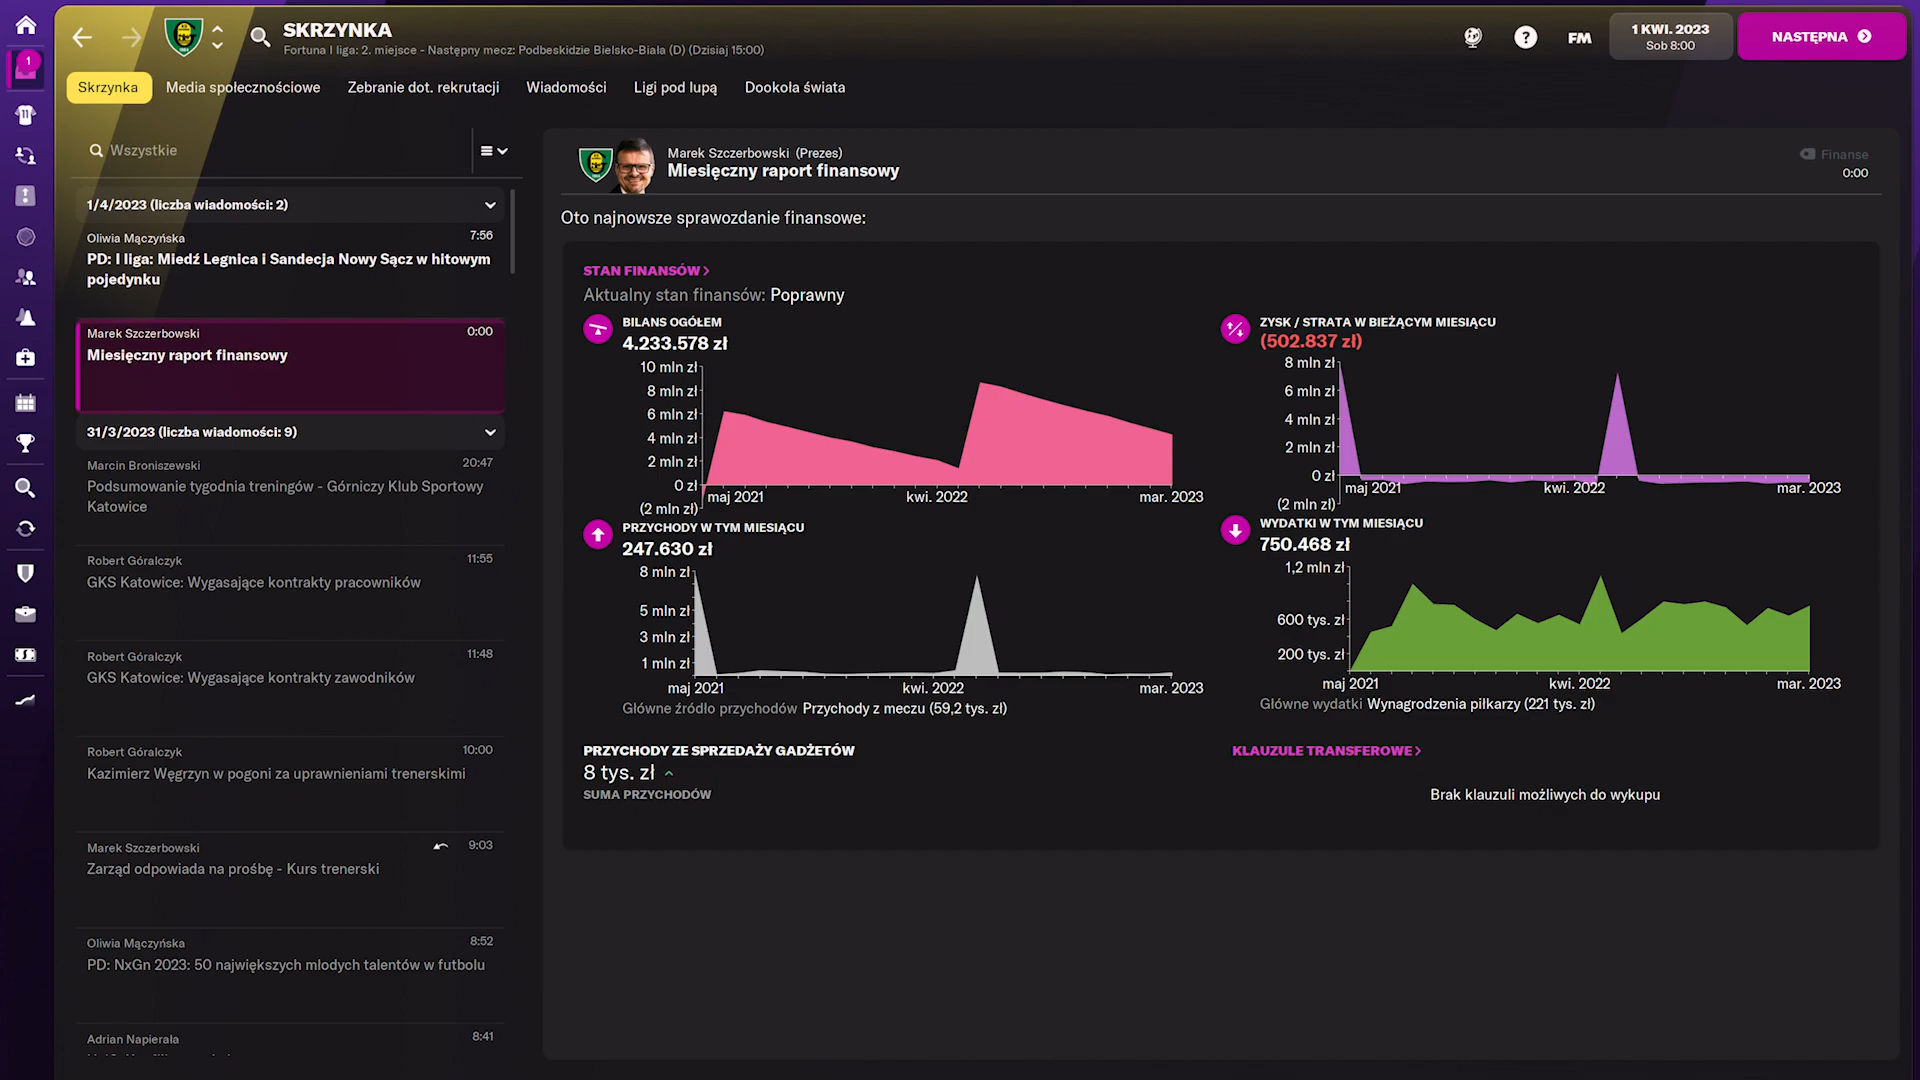 SKRZYNKA
Fortuna I liga: 2. miejsce - Następny mecz: Podbeskidzie Bielsko-Biała (D) (Dzisiaj 15:00)
FM
1 KWI. 2023
Sob 8:00
NASTĘPNA
1
Skrzynka
Media społecznościowe
Zebranie dot. rekrutacji
Wiadomości
Ligi pod lupą
Dookoła świata
Wszystkie
1/4/2023 (liczba wiadomości: 2)
Oliwia Mączyńska
7:56
PD: I liga: Miedź Legnica i Sandecja Nowy Sącz w hitowym
pojedynku
Marek Szczerbowski
0:00
Miesięczny raport finansowy
31/3/2023 (liczba wiadomości: 9)
Marcin Broniszewski
20:47
Podsumowanie tygodnia treningów - Górniczy Klub Sportowy
Katowice
Robert Góralczyk
11:55
GKS Katowice: Wygasające kontrakty pracowników
Robert Góralczyk
11:48
GKS Katowice: Wygasające kontrakty zawodników
Robert Góralczyk
10:00
Kazimierz Węgrzyn w pogoni za uprawnieniami trenerskimi
Marek Szczerbowski
9:03
Zarząd odpowiada na prośbę - Kurs trenerski
Oliwia Mączyńska
8:52
PD: NxGn 2023: 50 największych młodych talentów w futbolu
Adrian Napierała
8:41
Marek Szczerbowski (Prezes)
Miesięczny raport finansowy
Finanse
0:00
Oto najnowsze sprawozdanie finansowe:
STAN FINANSÓW
Aktualny stan finansów: Poprawny
BILANS OGÓŁEM
4.233.578 zł
10 mln zł
8 mln zł
6 mln zł
4 mln zł
2 mln zł
0 zł
(2 mln zł)
maj 2021
kwi. 2022
mar. 2023
ZYSK / STRATA W BIEŻĄCYM MIESIĄCU
(502.837 zł)
8 mln zł
6 mln zł
4 mln zł
2 mln zł
0 zł
(2 mln zł)
maj 2021
kwi. 2022
mar. 2023
PRZYCHODY W TYM MIESIĄCU
247.630 zł
8 mln zł
5 mln zł
3 mln zł
1 mln zł
maj 2021
kwi. 2022
mar. 2023
Główne źródło przychodów Przychody z meczu (59,2 tys. zł)
WYDATKI W TYM MIESIĄCU
750.468 zł
1,2 mln zł
600 tys. zł
200 tys. zł
maj 2021
kwi. 2022
mar. 2023
Główne wydatki Wynagrodzenia piłkarzy (221 tys. zł)
PRZYCHODY ZE SPRZEDAŻY GADŻETÓW
8 tys. zł
SUMA PRZYCHODÓW
KLAUZULE TRANSFEROWE
Brak klauzuli możliwych do wykupu